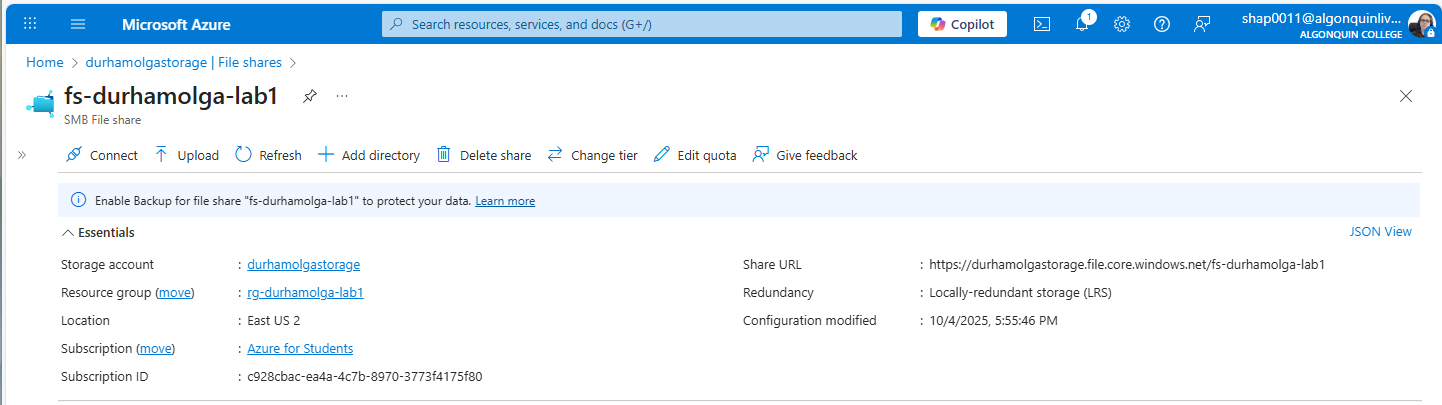 Microsoft Azure
Search resources, services, and docs (G+/)
Copilot
1
shap0011@algonquinliv...
ALGONQUIN COLLEGE
Home > durhamolgastorage | File shares >
fs-durhamolga-lab1
SMB File share
Connect Upload Refresh Add directory Delete share Change tier Edit quota Give feedback
Enable Backup for file share "fs-durhamolga-lab1" to protect your data. Learn more
Essentials
JSON View
Storage account : durhamolgastorage
Resource group (move) : rg-durhamolga-lab1
Location : East US 2
Subscription (move) : Azure for Students
Subscription ID : c928cbac-ea4a-4c7b-8970-3773f4175f80
Share URL : https://durhamolgastorage.file.core.windows.net/fs-durhamolga-lab1
Redundancy : Locally-redundant storage (LRS)
Configuration modified : 10/4/2025, 5:55:46 PM